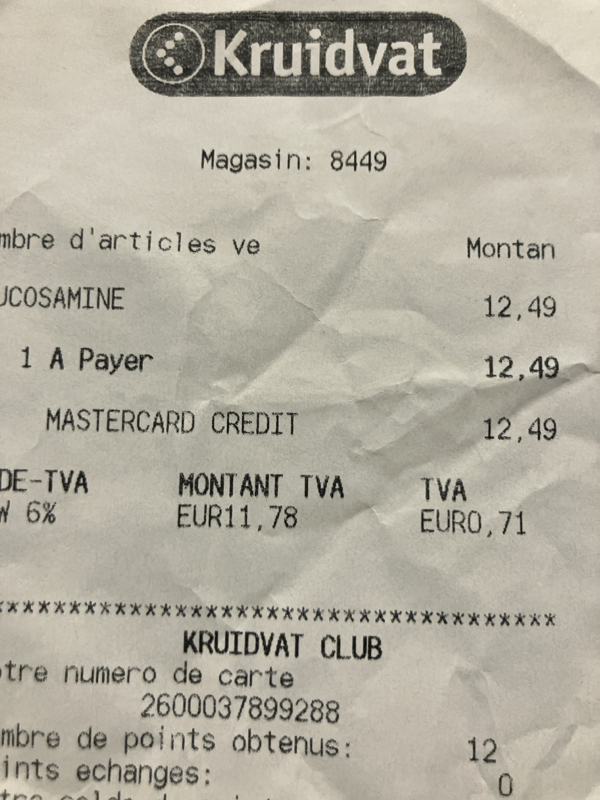 Kruidvat
Magasin: 8449
mbre d'articles ve Montan
UCOSAMINE 12,49
1 A Payer 12,49
MASTERCARD CREDIT 12,49
DE-TVA MONTANT TVA TVA
W 6% EUR11,78 EUR0,71
*****************************************
KRUIDVAT CLUB
otre numero de carte
2600037899288
mbre de points obtenus: 12
ints echanges: 0